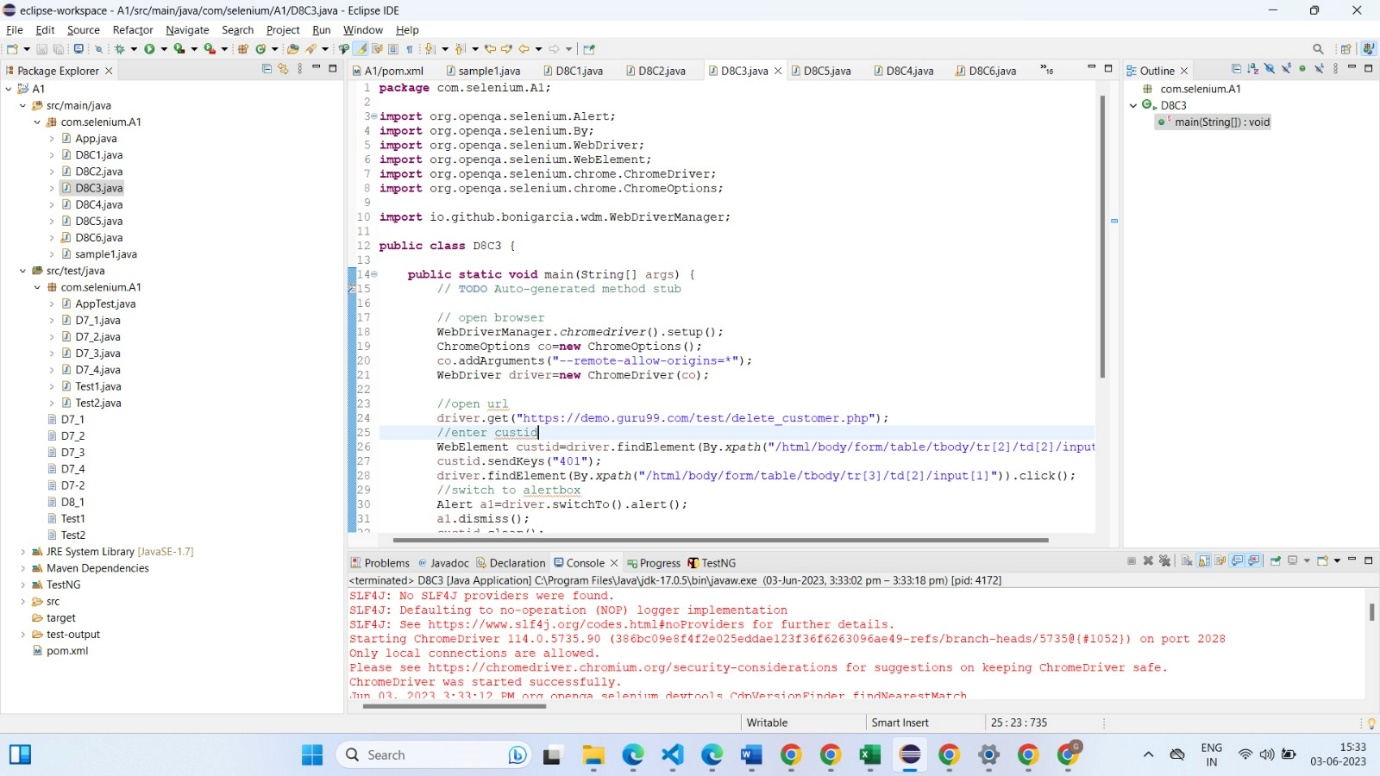 eclipse-workspace - A1/src/main/java/com/selenium/A1/D8C3.java - Eclipse IDE
File Edit Source Refactor Navigate Search Project Run Window Help
Package Explorer
A1
src/main/java
com.selenium.A1
App.java
D8C1.java
D8C2.java
D8C3.java
D8C4.java
D8C5.java
D8C6.java
sample1.java
src/test/java
com.selenium.A1
AppTest.java
D7_1.java
D7_2.java
D7_3.java
D7_4.java
Test1.java
Test2.java
D7_1
D7_2
D7_3
D7_4
D7-2
D8_1
Test1
Test2
JRE System Library [JavaSE-1.7]
Maven Dependencies
TestNG
src
target
test-output
pom.xml
A1/pom.xml sample1.java D8C1.java D8C2.java D8C3.java D8C5.java D8C4.java D8C6.java »16
1 package com.selenium.A1;
2
3 import org.openqa.selenium.Alert;
4 import org.openqa.selenium.By;
5 import org.openqa.selenium.WebDriver;
6 import org.openqa.selenium.WebElement;
7 import org.openqa.selenium.chrome.ChromeDriver;
8 import org.openqa.selenium.chrome.ChromeOptions;
9
10 import io.github.bonigarcia.wdm.WebDriverManager;
11
12 public class D8C3 {
13
14 public static void main(String[] args) {
15 // TODO Auto-generated method stub
16
17 // open browser
18 WebDriverManager.chromedriver().setup();
19 ChromeOptions co=new ChromeOptions();
20 co.addArguments("--remote-allow-origins=*");
21 WebDriver driver=new ChromeDriver(co);
22
23 //open url
24 driver.get("https://demo.guru99.com/test/delete_customer.php");
25 //enter custid
26 WebElement custid=driver.findElement(By.xpath("/html/body/form/table/tbody/tr[2]/td[2]/input
27 custid.sendKeys("401");
28 driver.findElement(By.xpath("/html/body/form/table/tbody/tr[3]/td[2]/input[1]")).click();
29 //switch to alertbox
30 Alert a1=driver.switchTo().alert();
31 a1.dismiss();
32 custid.clear();
Outline
com.selenium.A1
D8C3
main(String[]) : void
Problems Javadoc Declaration Console Progress TestNG
<terminated> D8C3 [Java Application] C:\Program Files\Java\jdk-17.0.5\bin\javaw.exe (03-Jun-2023, 3:33:02 pm – 3:33:18 pm) [pid: 4172]
SLF4J: No SLF4J providers were found.
SLF4J: Defaulting to no-operation (NOP) logger implementation
SLF4J: See https://www.slf4j.org/codes.html#noProviders for further details.
Starting ChromeDriver 114.0.5735.90 (386bc09e8f4f2e025eddae123f36f6263096ae49-refs/branch-heads/5735@{#1052}) on port 2028
Only local connections are allowed.
Please see https://chromedriver.chromium.org/security-considerations for suggestions on keeping ChromeDriver safe.
ChromeDriver was started successfully.
Jun 03, 2023 3:33:12 PM org.openqa.selenium.devtools.CdpVersionFinder findNearestMatch
Writable Smart Insert 25 : 23 : 735
Search
ENG
IN
15:33
03-06-2023